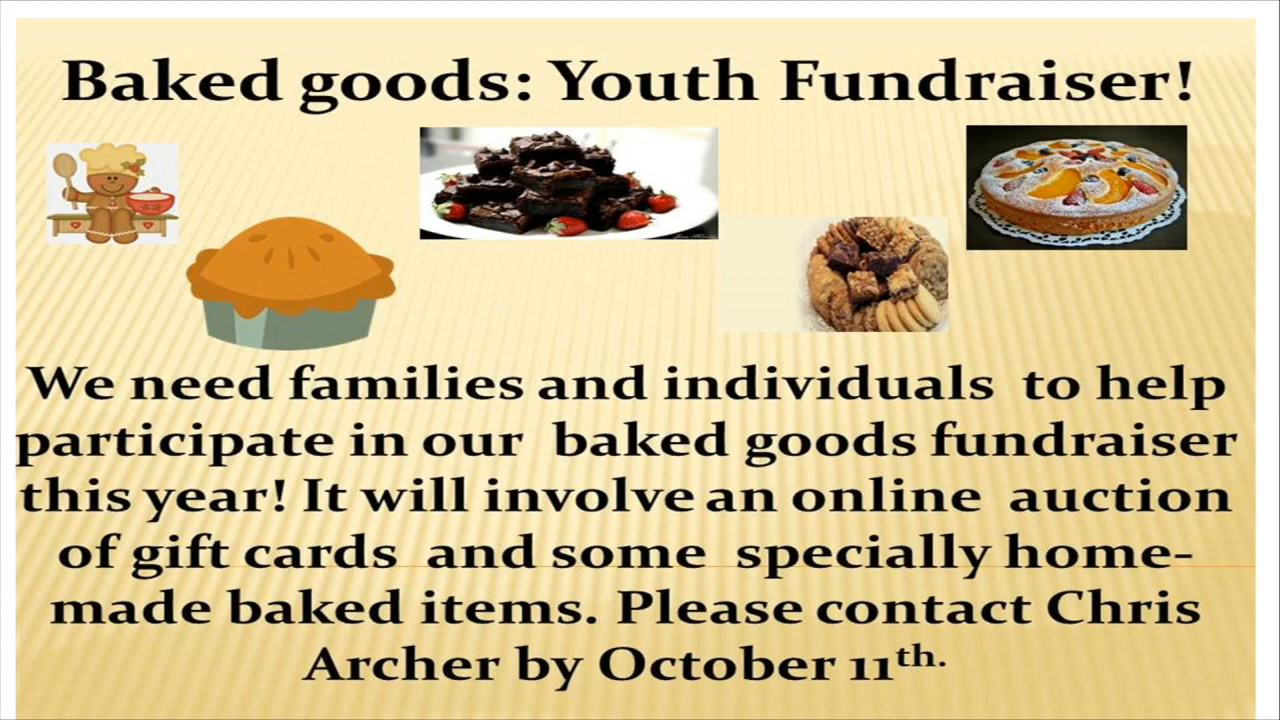 Baked goods: Youth Fundraiser!
We need families and individuals to help
participate in our baked goods fundraiser
this year! It will involve an online auction
of gift cards and some specially home-
made baked items. Please contact Chris
Archer by October 11th.